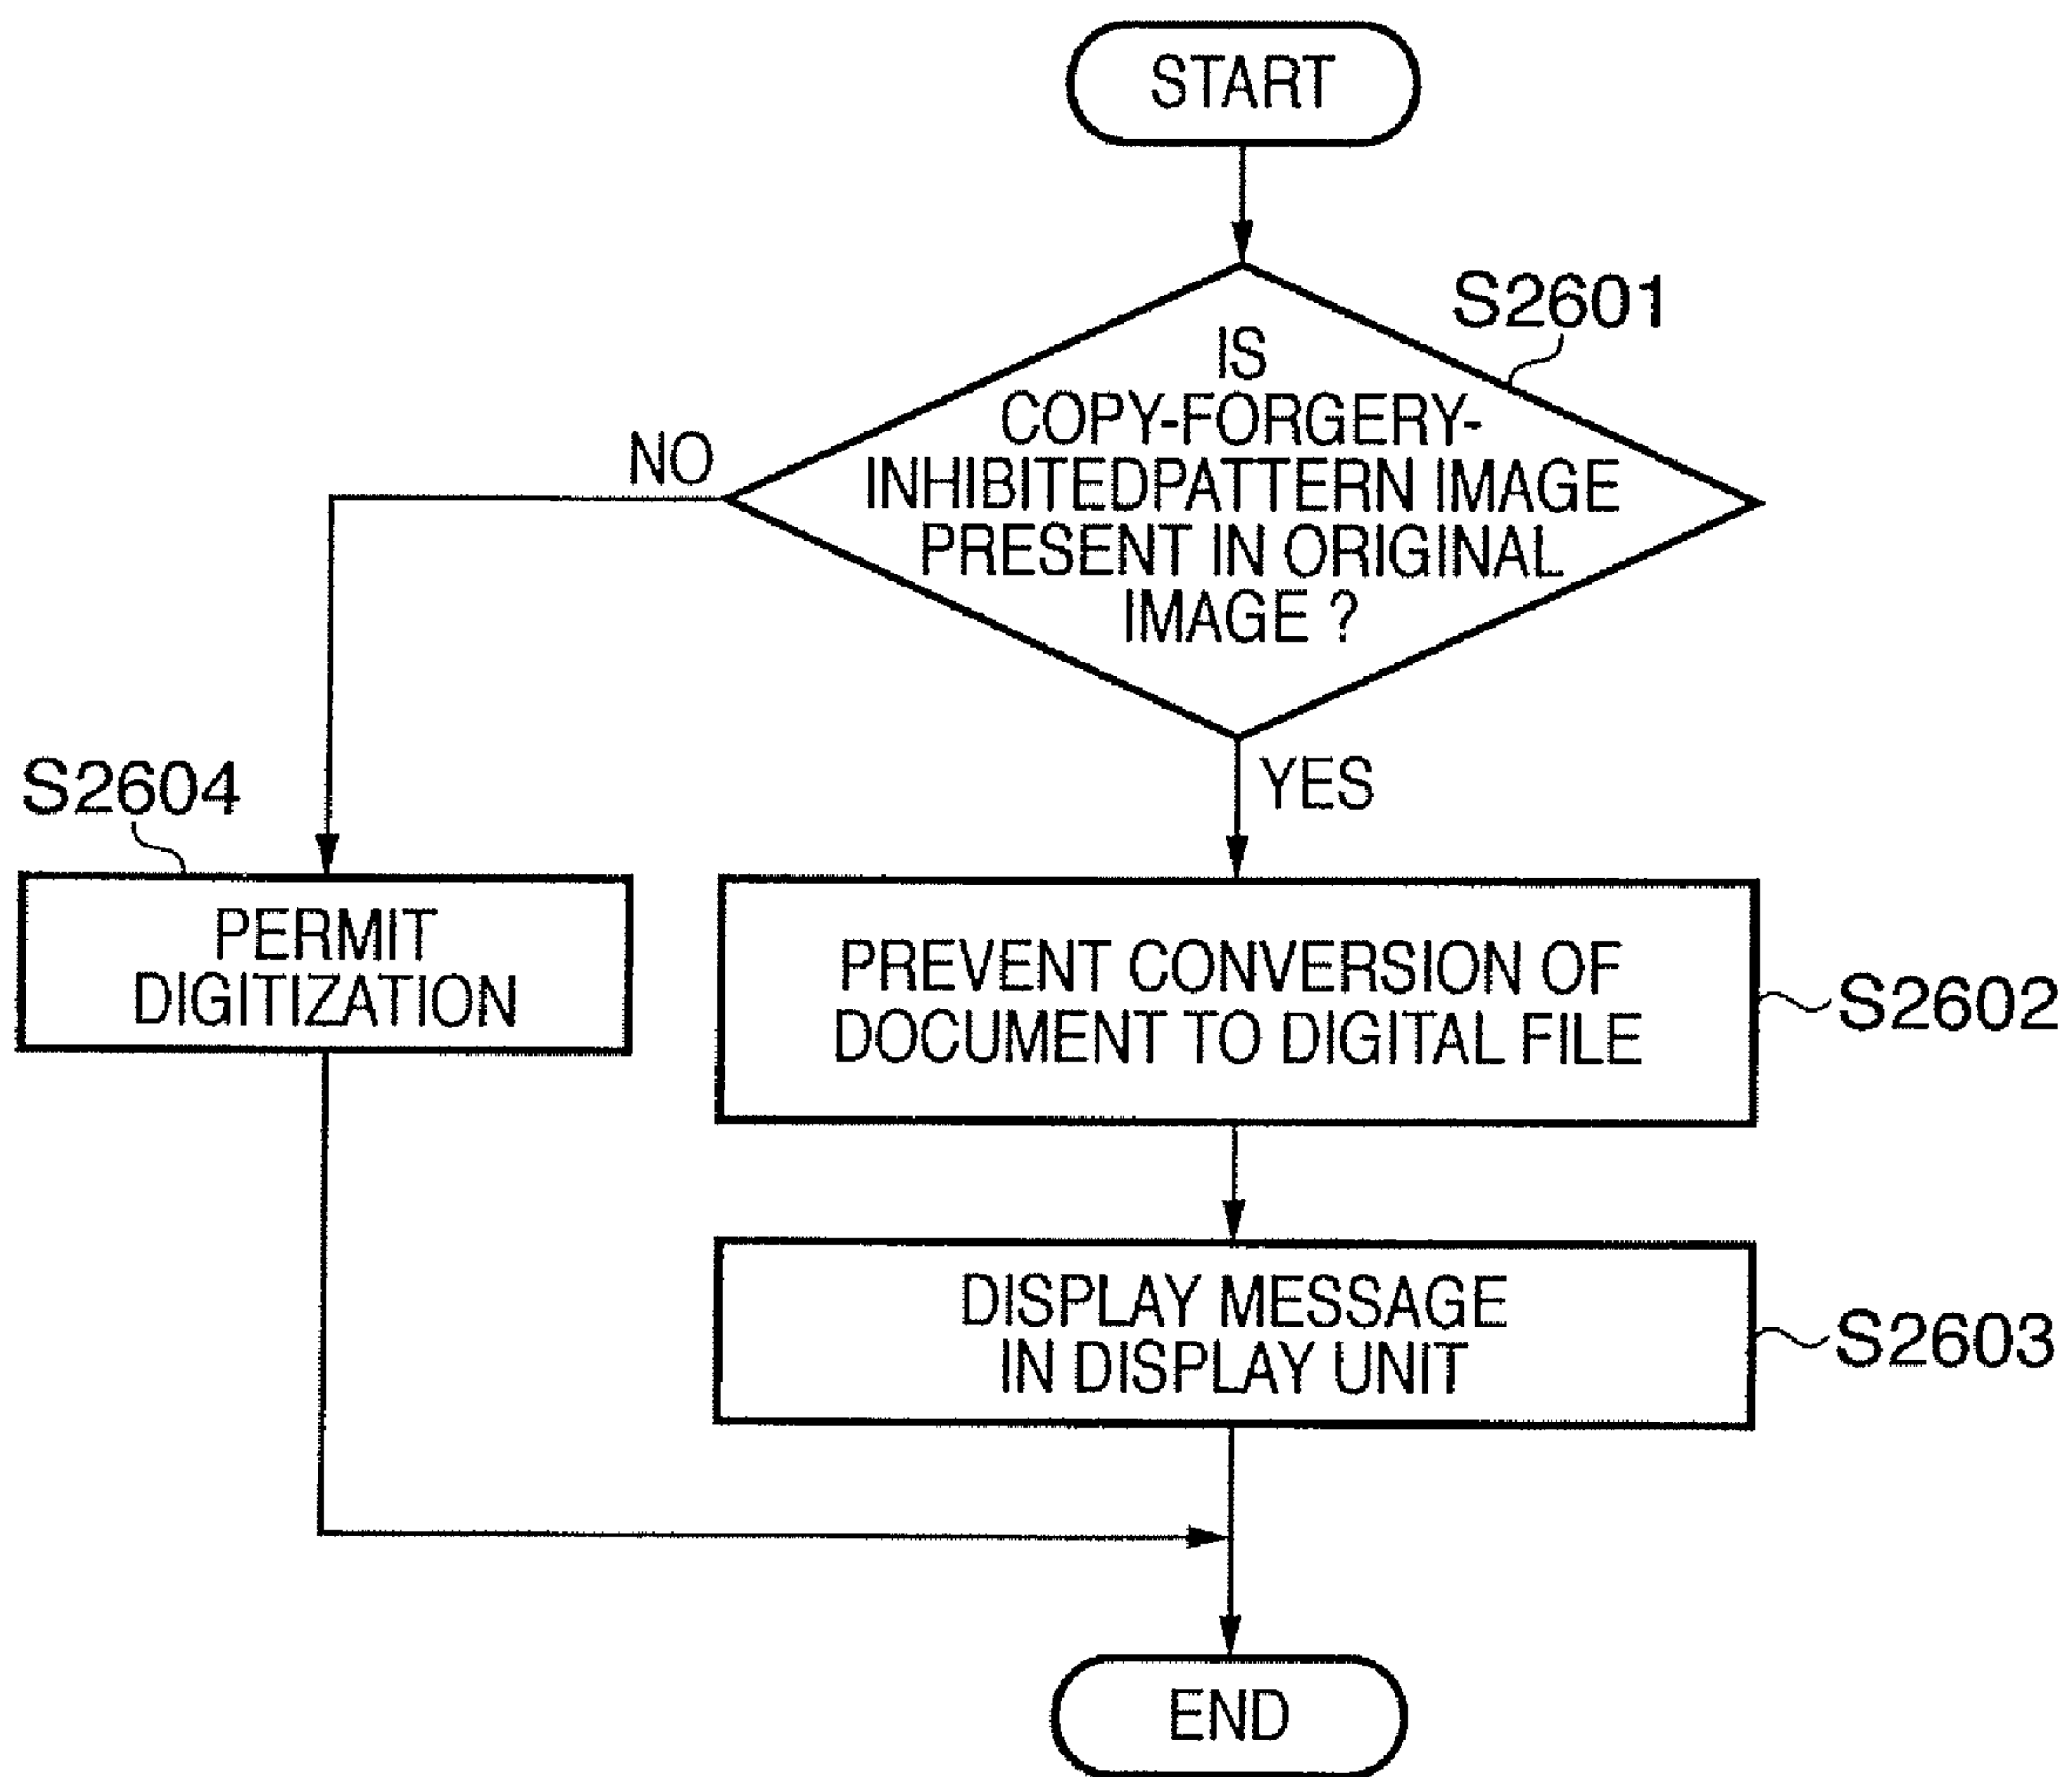 START
S2601
IS
COPY-FORGERY-
INHIBITEDPATTERN IMAGE
PRESENT IN ORIGINAL
IMAGE ?
NO
YES
S2604
PERMIT
DIGITIZATION
PREVENT CONVERSION OF
DOCUMENT TO DIGITAL FILE
S2602
DISPLAY MESSAGE
IN DISPLAY UNIT
S2603
END